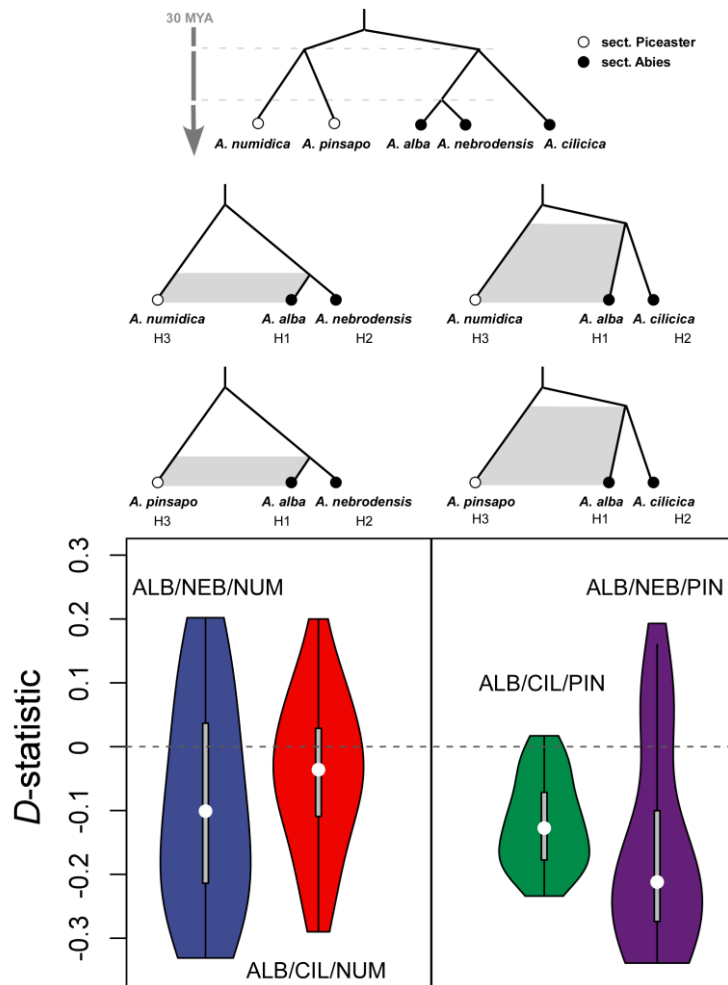 30 MYA
sect. Piceaster
sect. Abies
A. numidica A. pinsapo A. alba A. nebrodensis A. cilicica
A. numidica A. alba A. nebrodensis A. numidica A. alba A. cilicica
H3 H1 H2 H3 H1 H2
A. pinsapo A. alba A. nebrodensis A. pinsapo A. alba A. cilicica
H3 H1 H2 H3 H1 H2
D-statistic
0.3
0.2
0.1
0
-0.1
-0.2
-0.3
ALB/NEB/NUM
ALB/CIL/NUM
ALB/CIL/PIN
ALB/NEB/PIN